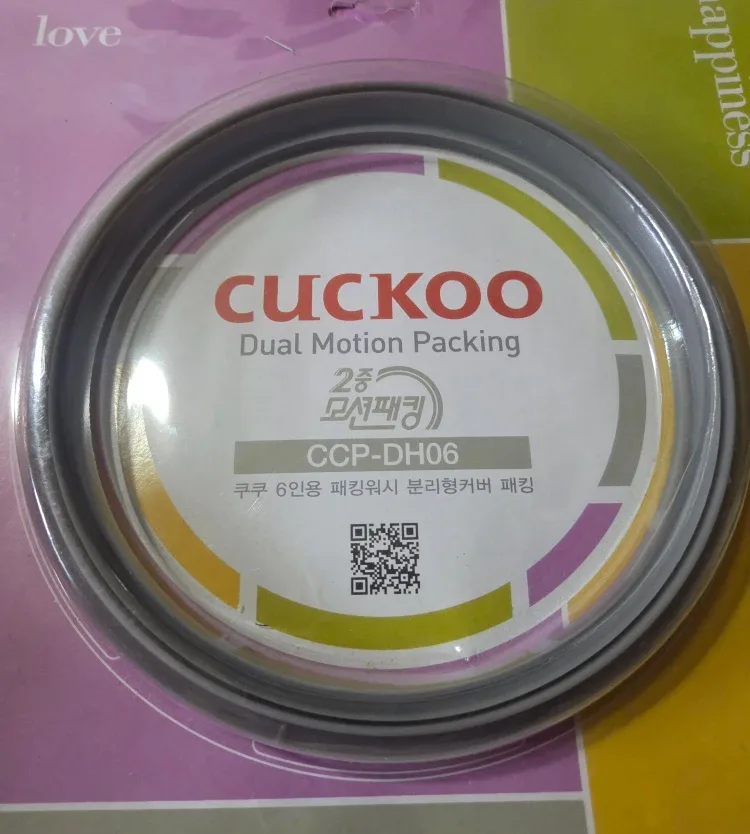 love
happiness
CUCKOO
Dual Motion Packing
2중
모션패킹
CCP-DH06
쿠쿠 6인용 패킹워시 분리형커버 패킹